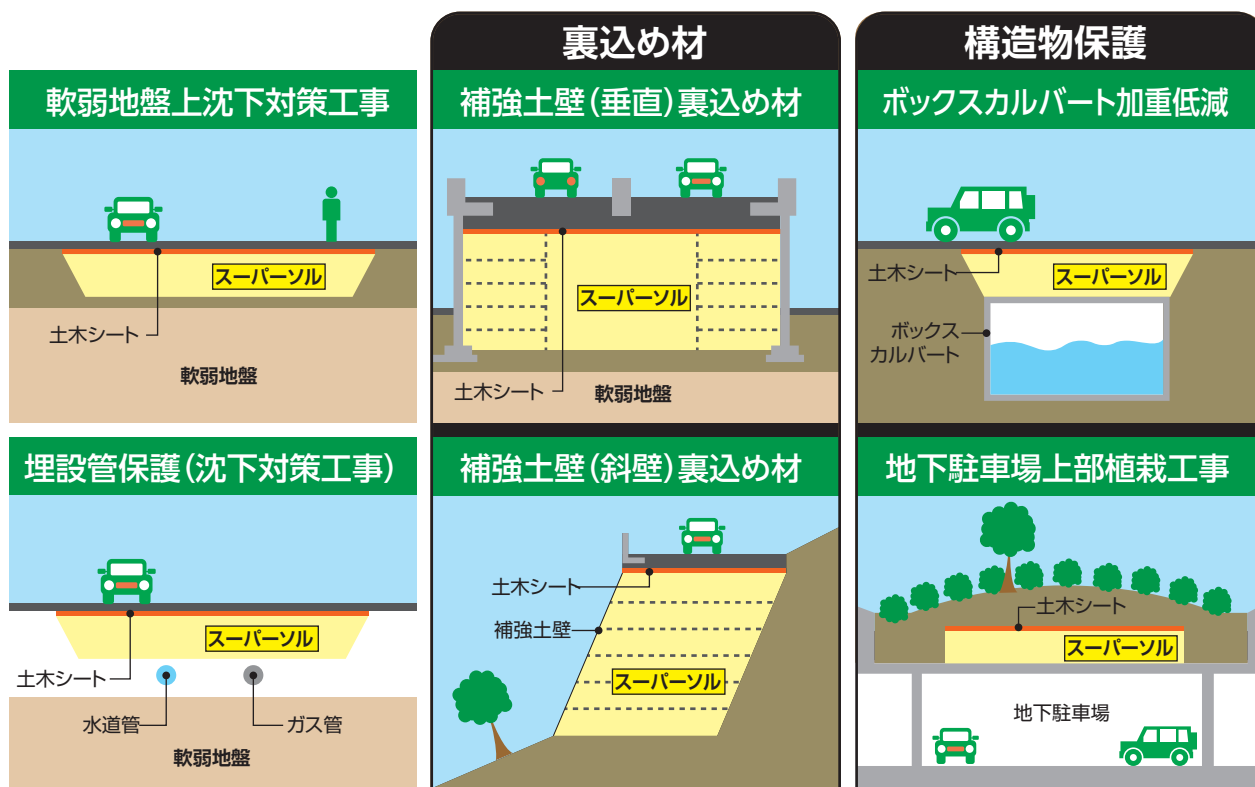 裏込め材
構造物保護
軟弱地盤上沈下対策工事
補強土壁(垂直)裏込め材
ボックスカルバート加重低減
スーパーソル
土木シート
軟弱地盤
スーパーソル
土木シート
軟弱地盤
土木シート
スーパーソル
ボックス
カルバート
埋設管保護(沈下対策工事)
補強土壁(斜壁)裏込め材
地下駐車場上部植栽工事
スーパーソル
土木シート
水道管
ガス管
軟弱地盤
土木シート
補強土壁
スーパーソル
土木シート
スーパーソル
地下駐車場